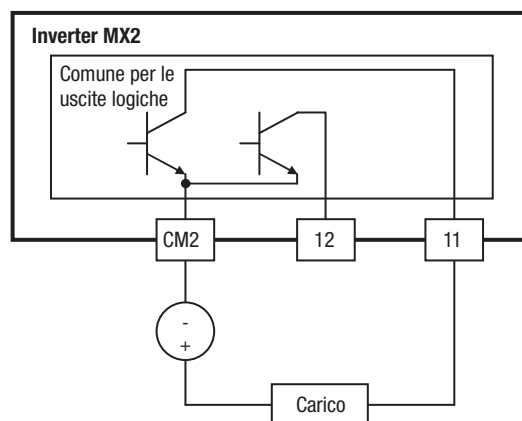 Inverter MX2
Comune per le
uscite logiche
CM2
12
11
-
+
Carico